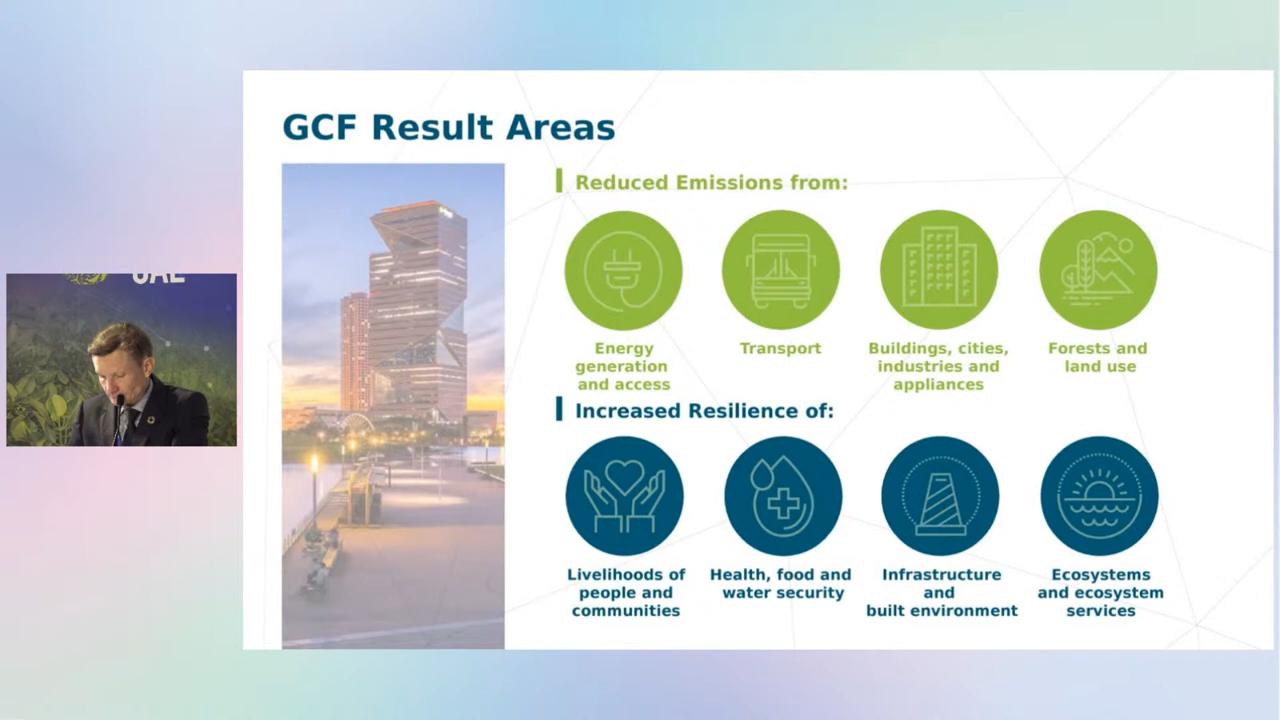 GCF Result Areas
Reduced Emissions from:
Energy
generation
and access
Transport
Buildings, cities,
industries and
appliances
Forests and
land use
Increased Resilience of:
Livelihoods of
people and
communities
Health, food and
water security
Infrastructure
and
built environment
Ecosystems
and ecosystem
services
UAE